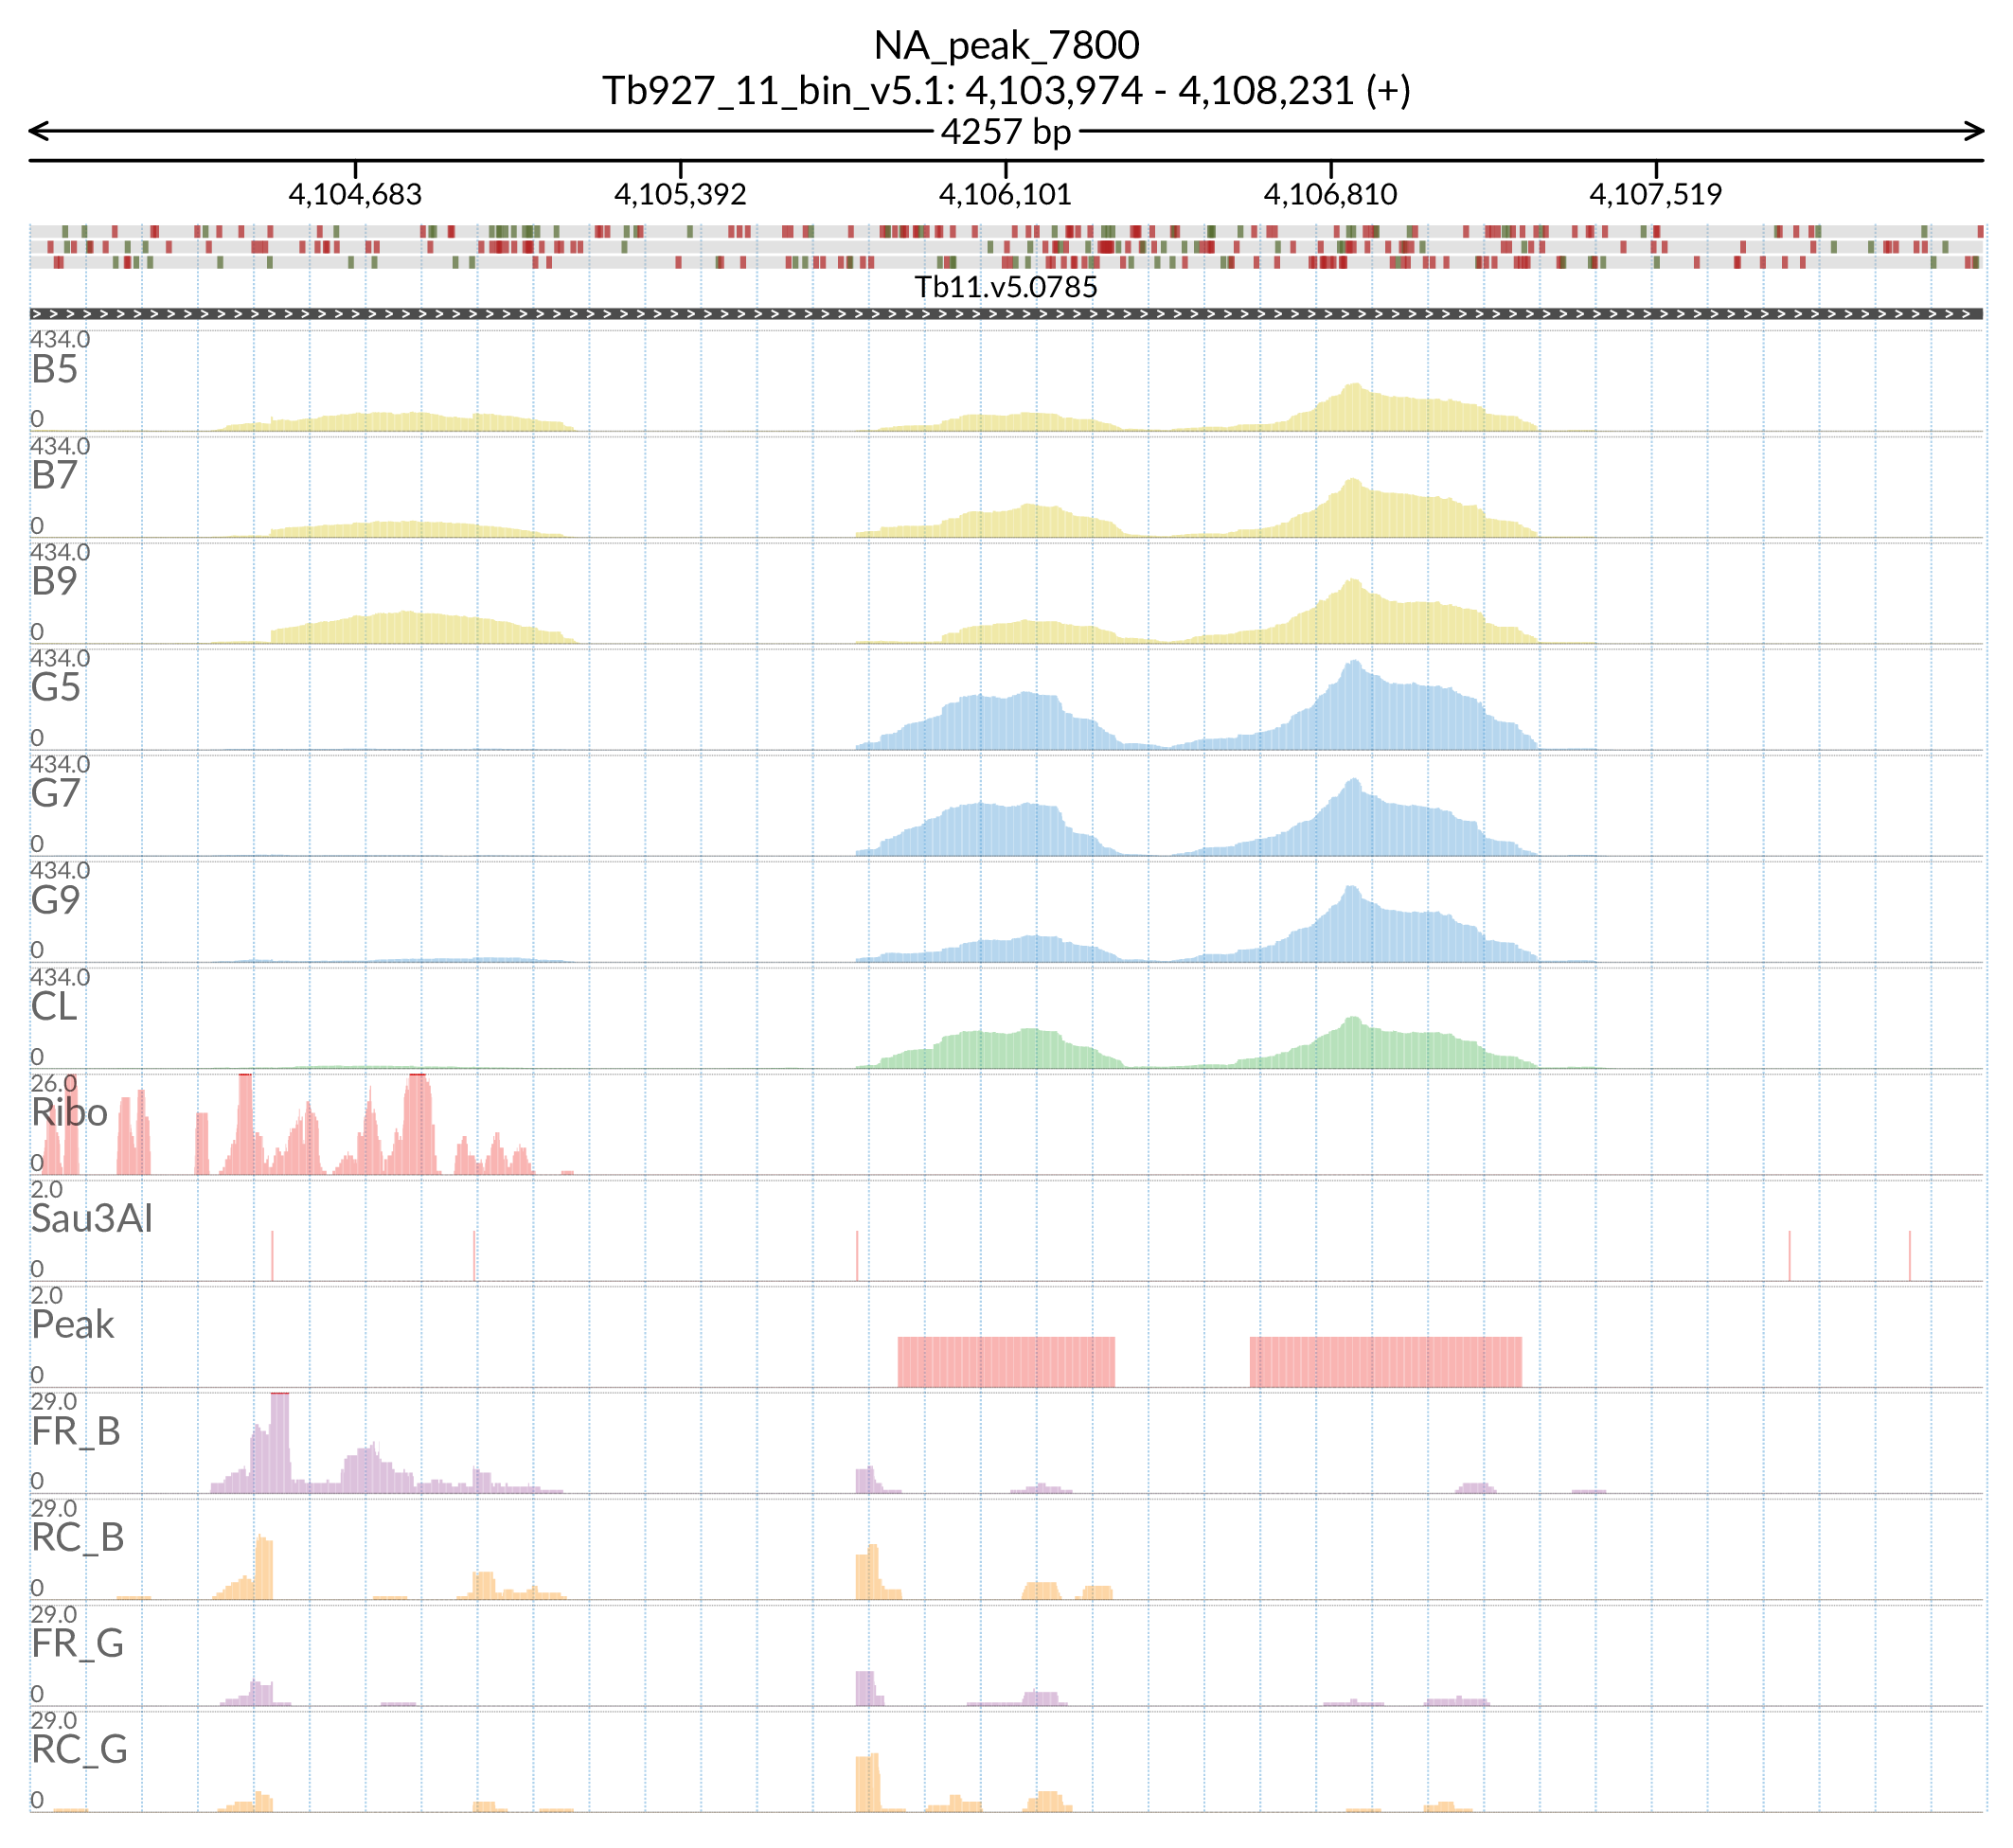 NA_peak_7800
Tb927_11_bin_v5.1: 4,103,974 - 4,108,231 (+)
4257 bp
4,104,683 4,105,392 4,106,101 4,106,810 4,107,519
Tb11.v5.0785
434.0
B5
0
434.0
B7
0
434.0
B9
0
434.0
G5
0
434.0
G7
0
434.0
G9
0
434.0
CL
0
26.0
Ribo
0
2.0
Sau3AI
0
2.0
Peak
0
29.0
FR_B
0
29.0
RC_B
0
29.0
FR_G
0
29.0
RC_G
0